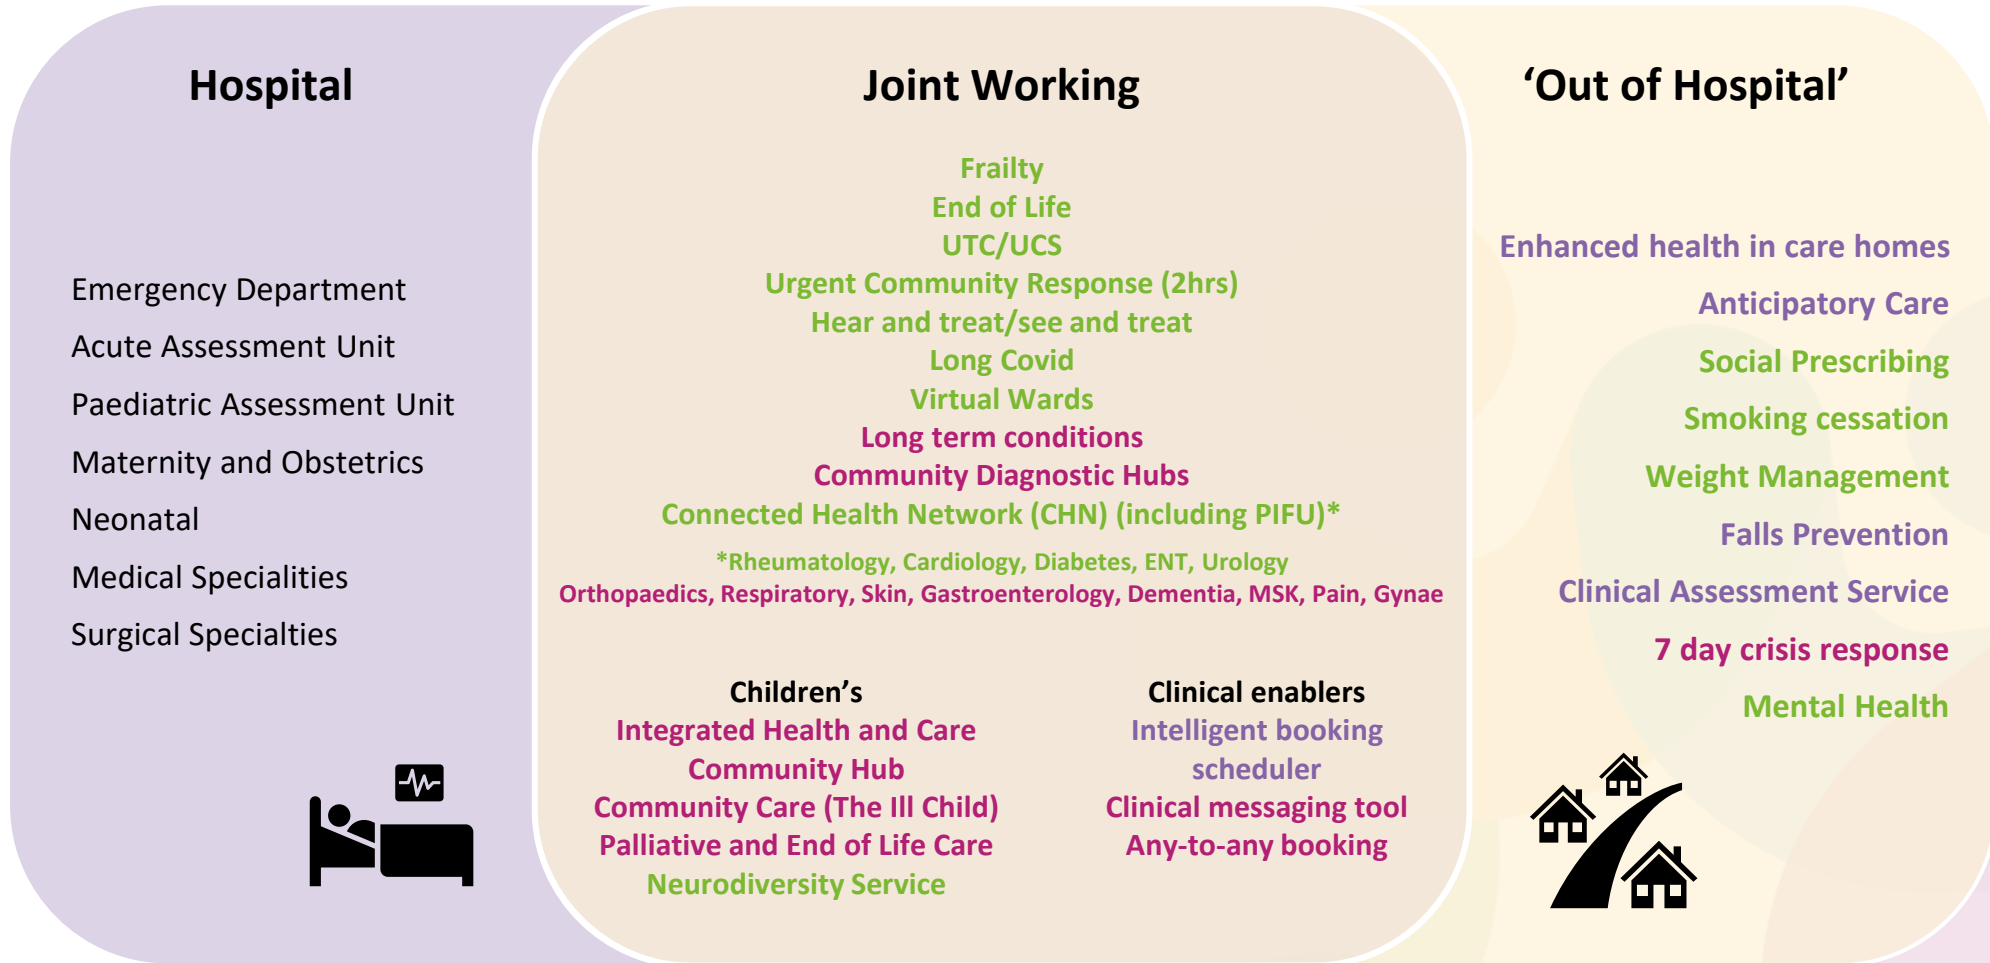 Hospital
Emergency Department
Acute Assessment Unit
Paediatric Assessment Unit
Maternity and Obstetrics
Neonatal
Medical Specialities
Surgical Specialties
Joint Working
Frailty
End of Life
UTC/UCS
Urgent Community Response (2hrs)
Hear and treat/see and treat
Long Covid
Virtual Wards
Long term conditions
Community Diagnostic Hubs
Connected Health Network (CHN) (including PIFU)*
*Rheumatology, Cardiology, Diabetes, ENT, Urology
Orthopaedics, Respiratory, Skin, Gastroenterology, Dementia, MSK, Pain, Gynae
Children’s
Integrated Health and Care
Community Hub
Community Care (The Ill Child)
Palliative and End of Life Care
Neurodiversity Service
Clinical enablers
Intelligent booking
scheduler
Clinical messaging tool
Any-to-any booking
‘Out of Hospital’
Enhanced health in care homes
Anticipatory Care
Social Prescribing
Smoking cessation
Weight Management
Falls Prevention
Clinical Assessment Service
7 day crisis response
Mental Health